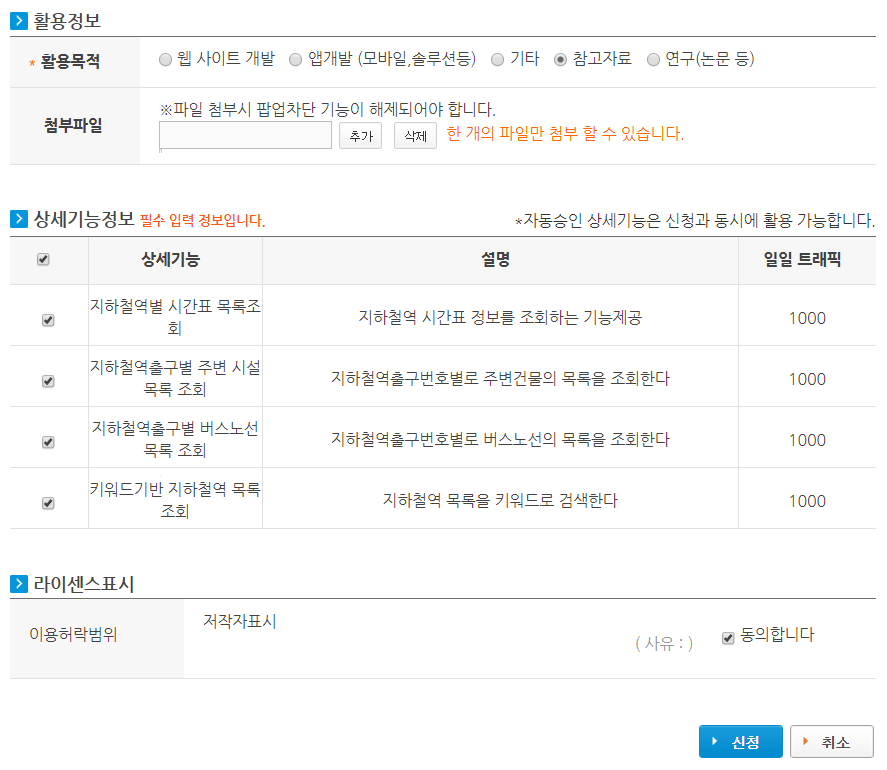 활용정보
* 활용목적 웹 사이트 개발 앱개발 (모바일,솔루션등) 기타 참고자료 연구(논문 등)
첨부파일
※파일 첨부시 팝업차단 기능이 해제되어야 합니다.
추가 삭제 한 개의 파일만 첨부 할 수 있습니다.
상세기능정보 필수 입력 정보입니다. *자동승인 상세기능은 신청과 동시에 활용 가능합니다.
상세기능 설명 일일 트래픽
지하철역별 시간표 목록조
회
지하철역 시간표 정보를 조회하는 기능제공 1000
지하철역출구별 주변 시설
목록 조회
지하철역출구번호별로 주변건물의 목록을 조회한다 1000
지하철역출구별 버스노선
목록 조회
지하철역출구번호별로 버스노선의 목록을 조회한다 1000
키워드기반 지하철역 목록
조회
지하철역 목록을 키워드로 검색한다 1000
라이센스표시
이용허락범위 저작자표시
( 사유 : ) 동의합니다
신청 취소